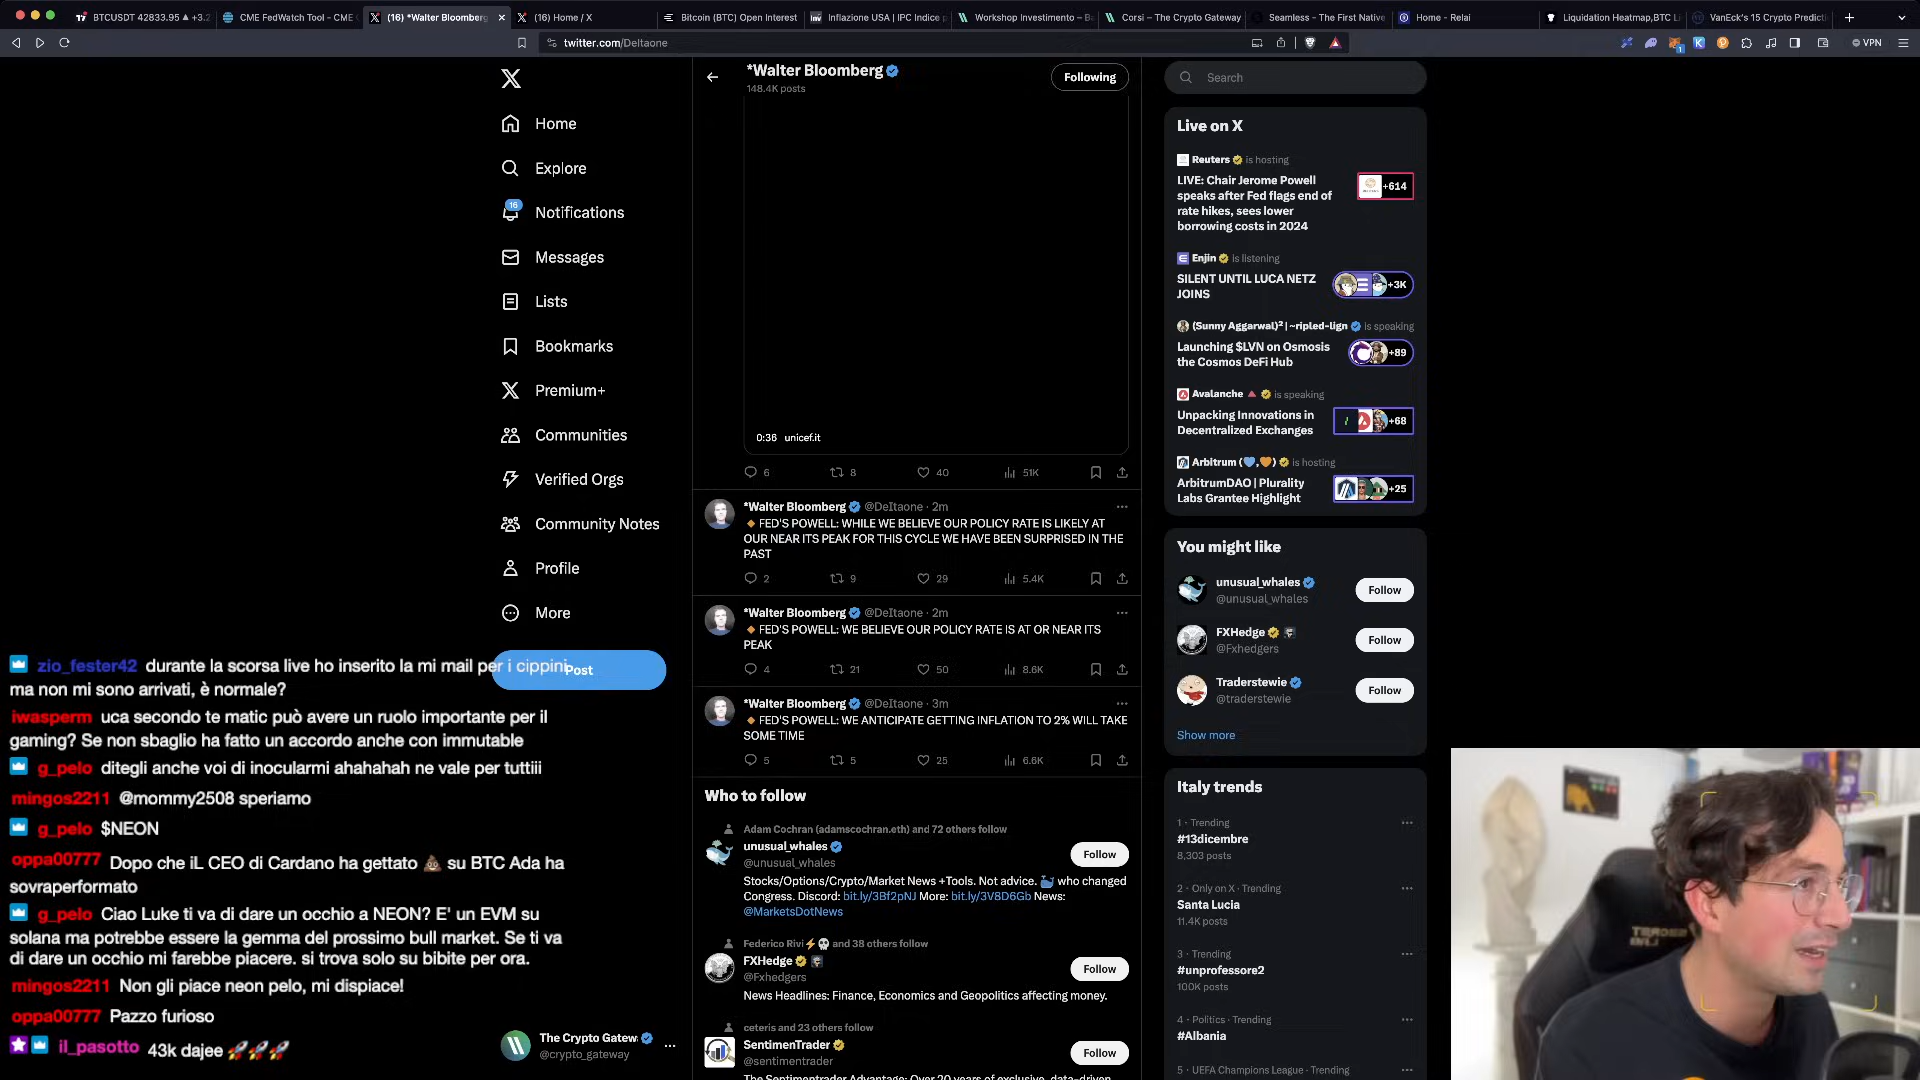 BTCUSDT 42833.95 ▲ +3.2
CME FedWatch Tool - CME
(16) *Walter Bloomberg
(16) Home / X
Bitcoin (BTC) Open Interest
Inflazione USA | IPC Indice p
Workshop Investimento – B
Corsi – The Crypto Gateway
Seamless - The First Native
Home - Relai
Liquidation Heatmap,BTC Li
VanEck's 15 Crypto Predicti
twitter.com/DeItaone
VPN
Home
Explore
16
Notifications
Messages
Lists
Bookmarks
Premium+
Communities
Verified Orgs
Community Notes
Profile
More
Post
The Crypto Gatew
@crypto_gateway
*Walter Bloomberg
148.4K posts
Following
0:36 unicef.it
6 8 40 51K
*Walter Bloomberg @DeItaone · 2m
🔸 FED'S POWELL: WHILE WE BELIEVE OUR POLICY RATE IS LIKELY AT
OUR NEAR ITS PEAK FOR THIS CYCLE WE HAVE BEEN SURPRISED IN THE
PAST
2 9 29 5.4K
*Walter Bloomberg @DeItaone · 2m
🔸 FED'S POWELL: WE BELIEVE OUR POLICY RATE IS AT OR NEAR ITS
PEAK
4 21 50 8.6K
*Walter Bloomberg @DeItaone · 3m
🔸 FED'S POWELL: WE ANTICIPATE GETTING INFLATION TO 2% WILL TAKE
SOME TIME
5 5 25 6.6K
Who to follow
Adam Cochran (adamscochran.eth) and 72 others follow
unusual_whales
@unusual_whales
Follow
Stocks/Options/Crypto/Market News +Tools. Not advice. 🐳 who changed
Congress. Discord: bit.ly/3Bf2pNJ More: bit.ly/3V8D6Gb News:
@MarketsDotNews
Federico Rivi⚡💀 and 38 others follow
FXHedge
@Fxhedgers
Follow
News Headlines: Finance, Economics and Geopolitics affecting money.
ceteris and 23 others follow
SentimenTrader
@sentimentrader
Follow
The Sentimentrader Advantage: Over 20 years of exclusive, data-driven
Search
Live on X
Reuters is hosting
LIVE: Chair Jerome Powell
speaks after Fed flags end of
rate hikes, sees lower
borrowing costs in 2024
+614
Enjin is listening
SILENT UNTIL LUCA NETZ
JOINS
+3K
(Sunny Aggarwal)² | ~ripled-lign is speaking
Launching $LVN on Osmosis
the Cosmos DeFi Hub
+89
Avalanche 🔺 is speaking
Unpacking Innovations in
Decentralized Exchanges
+68
Arbitrum (💙,🧡) is hosting
ArbitrumDAO | Plurality
Labs Grantee Highlight
+25
You might like
unusual_whales
@unusual_whales
Follow
FXHedge
@Fxhedgers
Follow
Traderstewie
@traderstewie
Follow
Show more
Italy trends
1 · Trending
#13dicembre
8,303 posts
2 · Only on X · Trending
Santa Lucia
11.4K posts
3 · Trending
#unprofessore2
100K posts
4 · Politics · Trending
#Albania
5 · UEFA Champions League · Trending
zio_fester42 durante la scorsa live ho inserito la mi mail per i cippini
ma non mi sono arrivati, è normale?
iwasperm uca secondo te matic può avere un ruolo importante per il
gaming? Se non sbaglio ha fatto un accordo anche con immutable
g_pelo ditegli anche voi di inocularmi ahahahah ne vale per tuttiii
mingos2211 @mommy2508 speriamo
g_pelo $NEON
oppa00777 Dopo che iL CEO di Cardano ha gettato 💩 su BTC Ada ha
sovraperformato
g_pelo Ciao Luke ti va di dare un occhio a NEON? E' un EVM su
solana ma potrebbe essere la gemma del prossimo bull market. Se ti va
di dare un occhio mi farebbe piacere. si trova solo su bibite per ora.
mingos2211 Non gli piace neon pelo, mi dispiace!
oppa00777 Pazzo furioso
il_pasotto 43k dajee 🚀🚀🚀